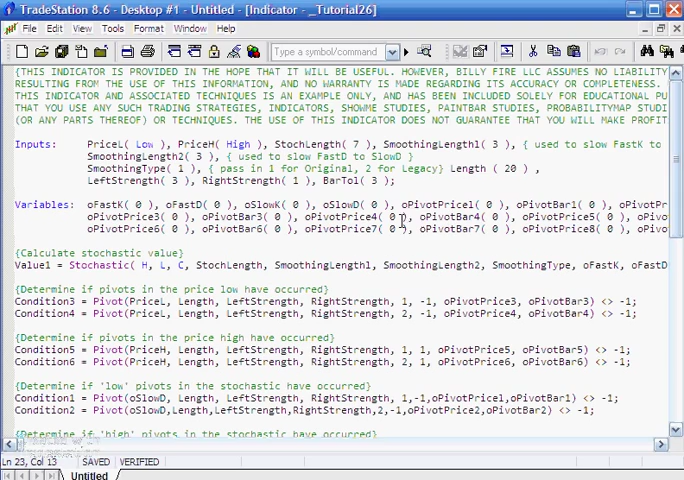 TradeStation 8.6 - Desktop #1 - Untitled - [Indicator - _Tutorial26]
File Edit View Tools Format Window Help
Type a symbol/command
{THIS INDICATOR IS PROVIDED IN THE HOPE THAT IT WILL BE USEFUL. HOWEVER, BILLY FIRE LLC ASSUMES NO LIABILITY
RESULTING FROM THE USE OF THIS INDICATOR, AND NO WARRANTY IS MADE REGARDING ITS ACCURACY OR COMPLETENESS.
THIS INDICATOR AND ASSOCIATED TECHNIQUES IS AN EXAMPLE ONLY, AND HAS BEEN INCLUDED SOLELY FOR EDUCATIONAL PU
THAT YOU USE ANY SUCH TRADING STRATEGIES, INDICATORS, SHOWME STUDIES, PAINTBAR STUDIES, PROBABILITYMAP STUDI
(OR ANY PARTS THEREOF) OR TECHNIQUES. THE USE OF THIS INDICATOR DOES NOT GUARANTEE THAT YOU WILL MAKE PROFIT
Inputs: PriceL( Low ), PriceH( High ), StochLength( 7 ), SmoothingLength1( 3 ), { used to slow FastK to
SmoothingLength2( 3 ), { used to slow FastD to SlowD }
SmoothingType( 1 ), { pass in 1 for Original, 2 for Legacy} Length ( 20 ) ,
LeftStrength( 3 ), RightStrength( 1 ), BarTol( 3 );
Variables: oFastK( 0 ), oFastD( 0 ), oSlowK( 0 ), oSlowD( 0 ), oPivotPrice1( 0 ), oPivotBar1( 0 ), oPivotPr
oPivotPrice3( 0 ), oPivotBar3( 0 ), oPivotPrice4( 0 ), oPivotBar4( 0 ), oPivotPrice5( 0 ), oPivo
oPivotPrice6( 0 ), oPivotBar6( 0 ), oPivotPrice7( 0 ), oPivotBar7( 0 ), oPivotPrice8( 0 ), oPivo
{Calculate stochastic value}
Value1 = Stochastic( H, L, C, StochLength, SmoothingLength1, SmoothingLength2, SmoothingType, oFastK, oFastD
{Determine if pivots in the price low have occurred}
Condition3 = Pivot(PriceL, Length, LeftStrength, RightStrength, 1, -1, oPivotPrice3, oPivotBar3) <> -1;
Condition4 = Pivot(PriceL, Length, LeftStrength, RightStrength, 2, -1, oPivotPrice4, oPivotBar4) <> -1;
{Determine if pivots in the price high have occurred}
Condition5 = Pivot(PriceH, Length, LeftStrength, RightStrength, 1, 1, oPivotPrice5, oPivotBar5) <> -1;
Condition6 = Pivot(PriceH, Length, LeftStrength, RightStrength, 2, 1, oPivotPrice6, oPivotBar6) <> -1;
{Determine if 'low' pivots in the stochastic have occurred}
Condition1 = Pivot(oSlowD,Length,LeftStrength,RightStrength, 1,-1,oPivotPrice1,oPivotBar1) <> -1;
Condition2 = Pivot(oSlowD,Length,LeftStrength,RightStrength,2,-1,oPivotPrice2,oPivotBar2) <> -1;
{Determine if 'high' pivots in the stochastic have occurred}
Ln 23, Col 13 SAVED VERIFIED
Untitled